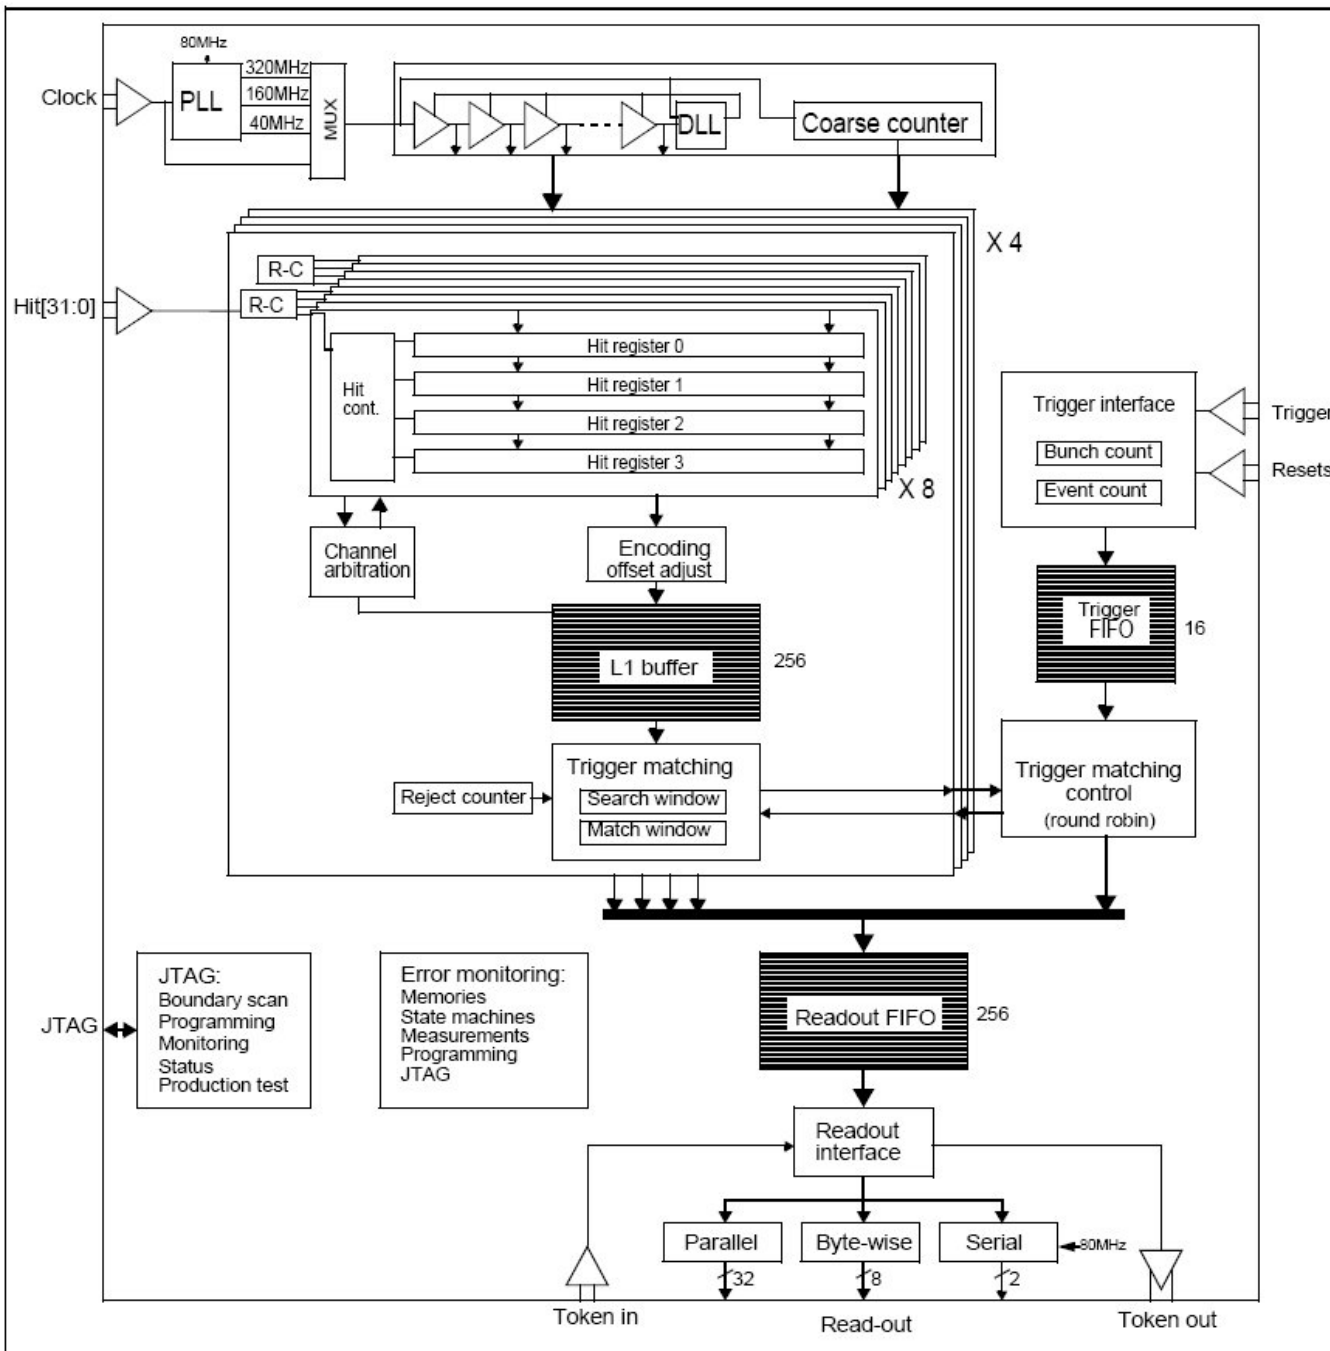 80MHz
320MHz
Clock
PLL
160MHz
40MHz
MUX
DLL
Coarse counter
X 4
R-C
R-C
Hit[31:0]
Hit register 0
Hit register 1
Hit
cont.
Hit register 2
Hit register 3
X 8
Trigger interface
Trigger
Bunch count
Resets
Event count
Channel
arbitration
Encoding
offset adjust
Trigger
FIFO
16
L1 buffer
256
Trigger matching
Reject counter
Search window
Match window
Trigger matching
control
(round robin)
JTAG
JTAG:
Boundary scan
Programming
Monitoring
Status
Production test
Error monitoring:
Memories
State machines
Measurements
Programming
JTAG
Readout FIFO
256
Readout
interface
Parallel
Byte-wise
Serial
80MHz
32
8
2
Token in
Read-out
Token out